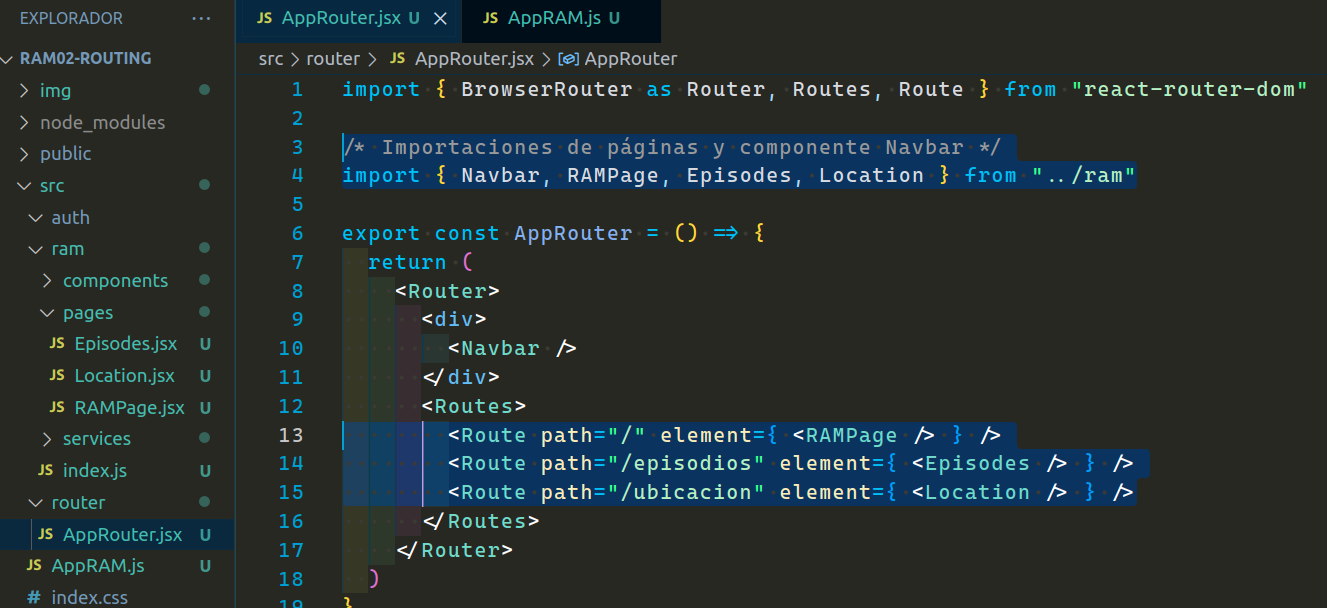 EXPLORADOR ···
RAM02-ROUTING
img
node_modules
public
src
auth
ram
components
pages
JS Episodes.jsx U
JS Location.jsx U
JS RAMPage.jsx U
services
JS index.js U
router
JS AppRouter.jsx U
JS AppRAM.js U
# index.css
JS AppRouter.jsx U ×
JS AppRAM.js U
src > router > JS AppRouter.jsx > AppRouter
1 import { BrowserRouter as Router, Routes, Route } from "react-router-dom"
2
3 /* Importaciones de páginas y componente Navbar */
4 import { Navbar, RAMPage, Episodes, Location } from "../ram"
5
6 export const AppRouter = () => {
7 return (
8 <Router>
9 <div>
10 <Navbar />
11 </div>
12 <Routes>
13 <Route path="/" element={ <RAMPage /> } />
14 <Route path="/episodios" element={ <Episodes /> } />
15 <Route path="/ubicacion" element={ <Location /> } />
16 </Routes>
17 </Router>
18 )
19 }